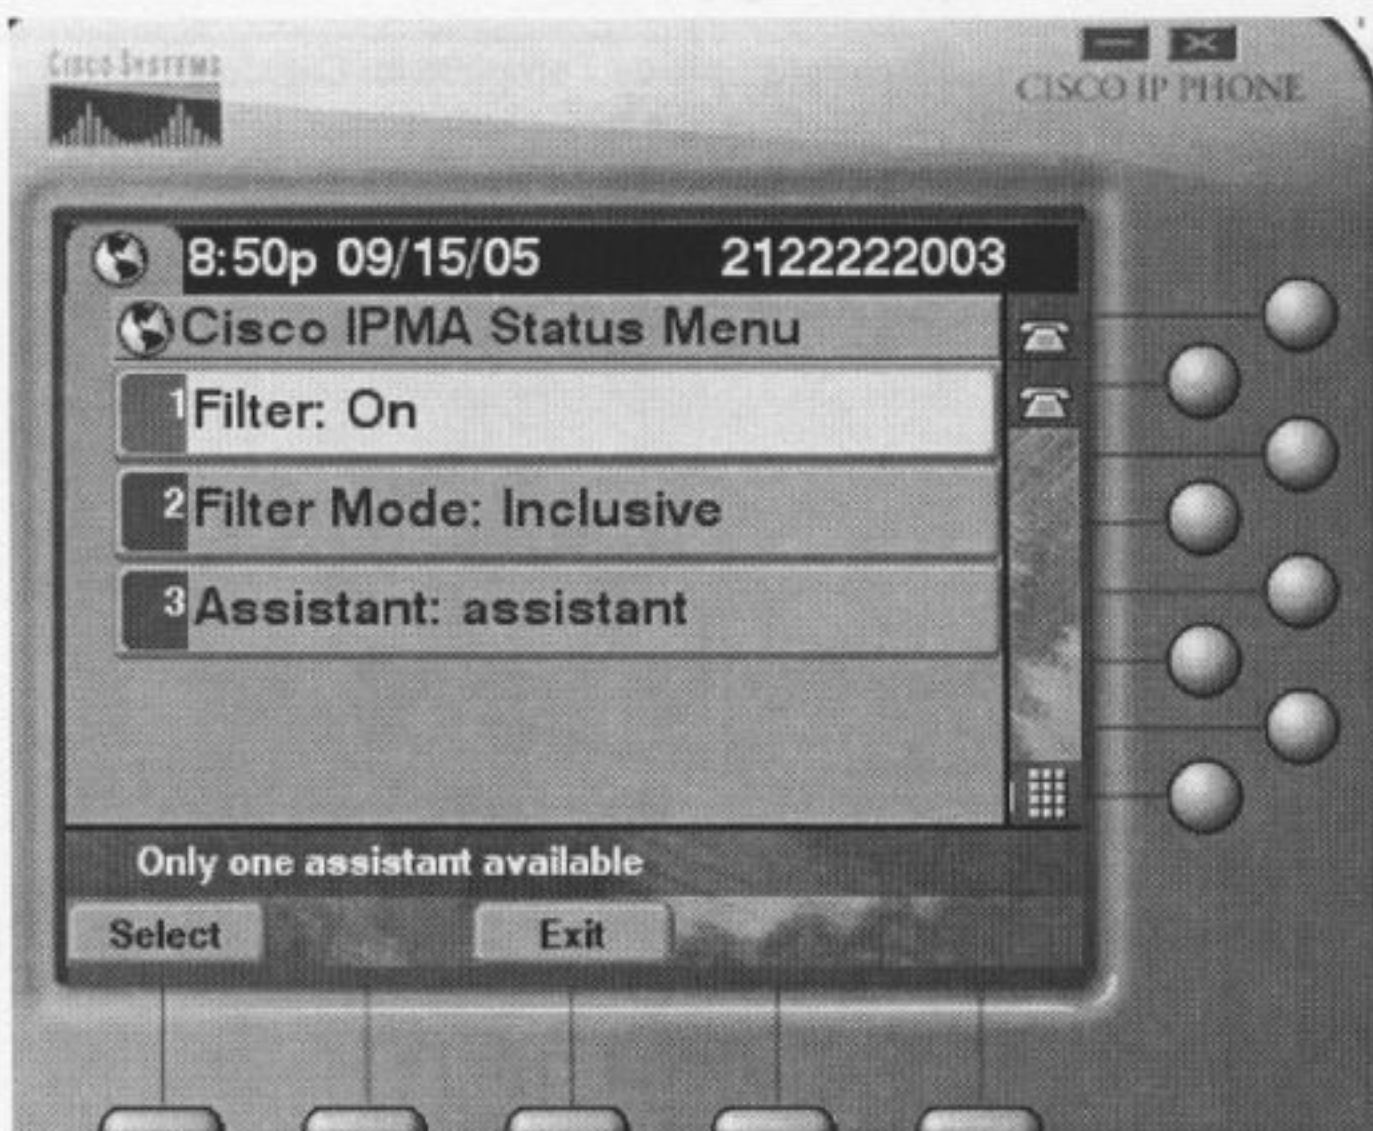 CISCO SYSTEMS
CISCO IP PHONE
8:50p 09/15/05 2122222003
Cisco IPMA Status Menu
1 Filter: On
2 Filter Mode: Inclusive
3 Assistant: assistant
Only one assistant available
Select Exit